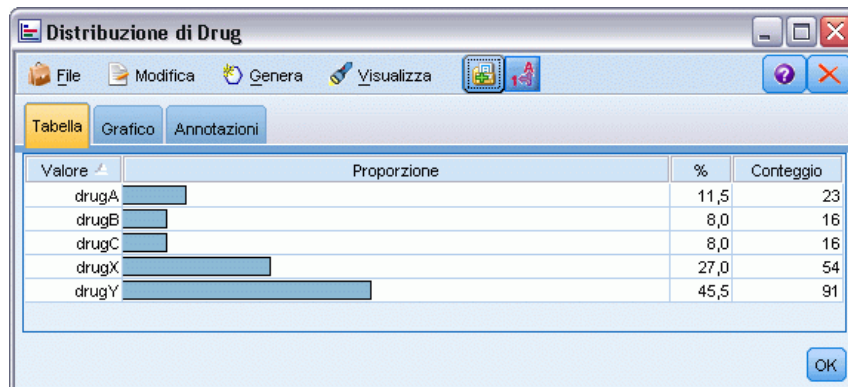 Distribuzione di Drug
File Modifica Genera Visualizza
Tabella Grafico Annotazioni
Valore Proporzione % Conteggio
drugA 11,5 23
drugB 8,0 16
drugC 8,0 16
drugX 27,0 54
drugY 45,5 91
OK